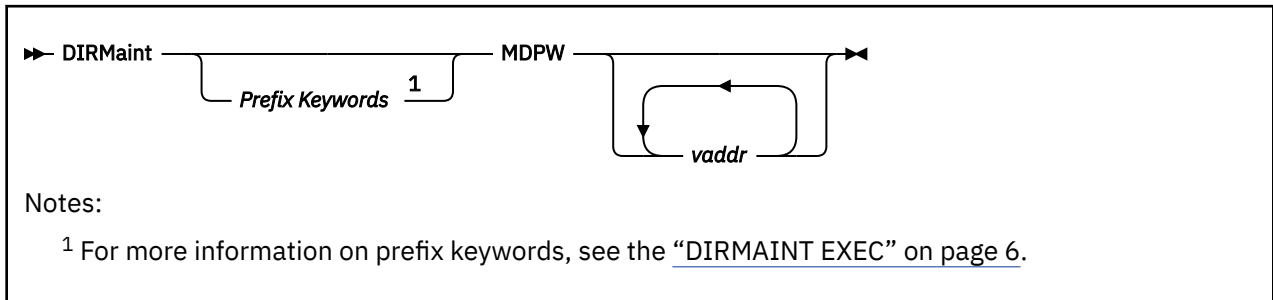 DIRMaint Prefix Keywords 1 MDPW vaddr
Notes:
1 For more information on prefix keywords, see the “DIRMAINT EXEC” on page 6.